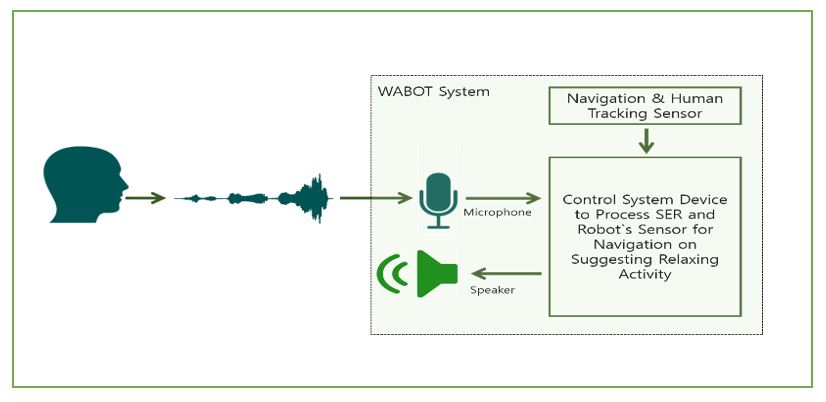 WABOT System
Navigation & Human
Tracking Sensor
Microphone
Control System Device
to Process SER and
Robot`s Sensor for
Navigation on
Suggesting Relaxing
Activity
Speaker